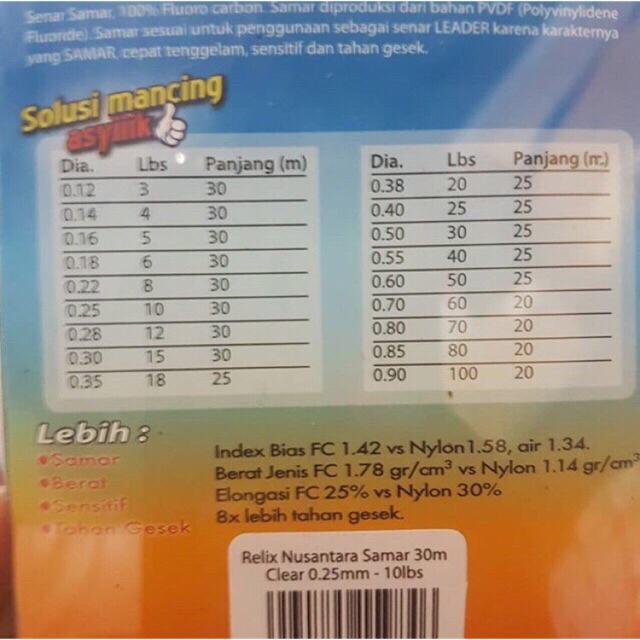 Senar Samar, 100% Fluoro carbon. Samar diproduksi dari bahan PVDF (Polyvinylidene
Fluoride). Samar sesuai untuk penggunaan sebagai senar LEADER karena karakternya
yang SAMAR, cepat tenggelam, sensitif dan tahan gesek.
Solusi mancing
asyiiik
Dia. Lbs Panjang (m)
0.12 3 30
0.14 4 30
0.16 5 30
0.18 6 30
0.22 8 30
0.25 10 30
0.28 12 30
0.30 15 30
0.35 18 25
Dia. Lbs Panjang (m)
0.38 20 25
0.40 25 25
0.50 30 25
0.55 40 25
0.60 50 25
0.70 60 20
0.80 70 20
0.85 80 20
0.90 100 20
Lebih :
•Samar
•Berat
•Sensitif
•Tahan Gesek
Index Bias FC 1.42 vs Nylon 1.58, air 1.34.
Berat Jenis FC 1.78 gr/cm³ vs Nylon 1.14 gr/cm³
Elongasi FC 25% vs Nylon 30%
8x lebih tahan gesek.
Relix Nusantara Samar 30m
Clear 0.25mm - 10lbs